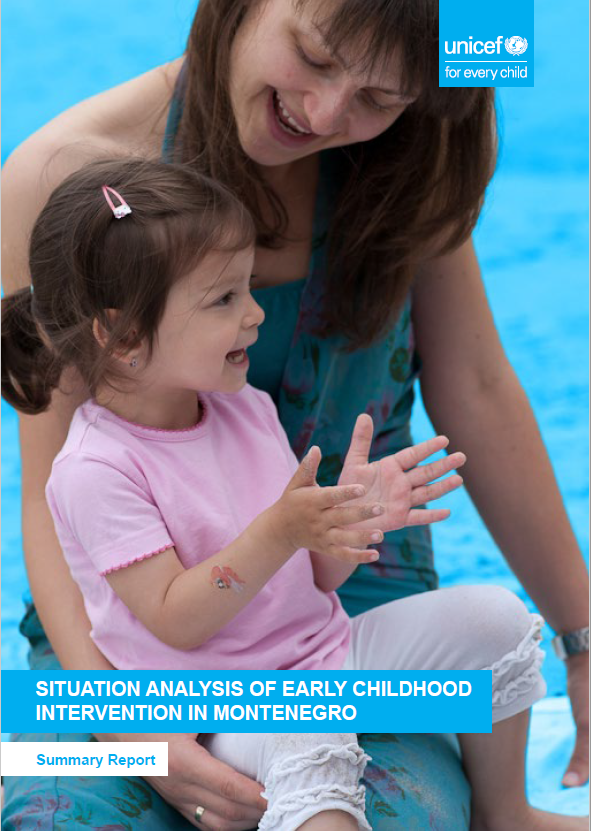 unicef
for every child
SITUATION ANALYSIS OF EARLY CHILDHOOD
INTERVENTION IN MONTENEGRO
Summary Report